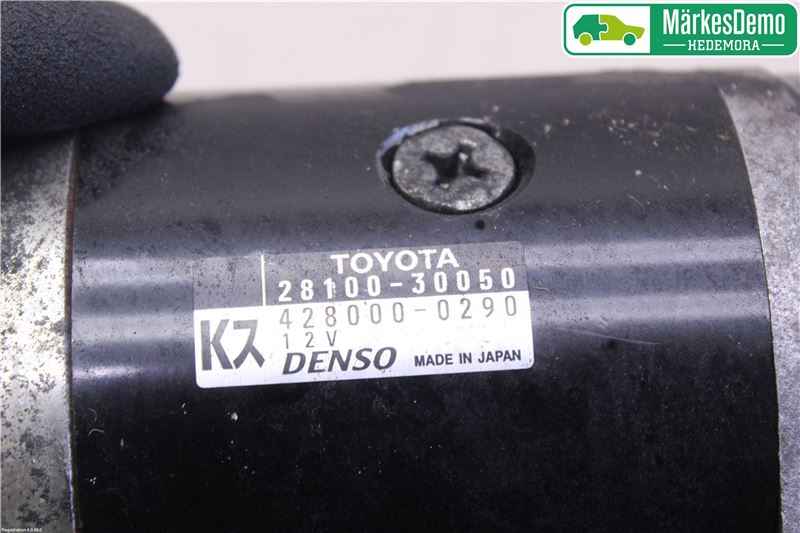 MärkesDemo
HEDEMORA
TOYOTA
28100-30050
428000-0290
12V
Kス
DENSO MADE IN JAPAN